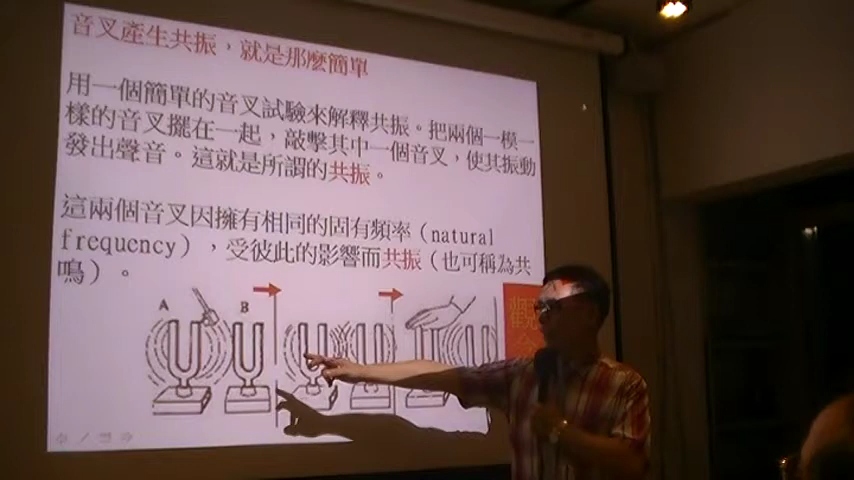 音叉產生共振，就是那麼簡單
用一個簡單的音叉試驗來解釋共振。把兩個一模一
樣的音叉擺在一起，敲擊其中一個音叉，使其振動
發出聲音。這就是所謂的共振。
這兩個音叉因擁有相同的固有頻率（natural
frequency），受彼此的影響而共振（也可稱為共
鳴）。
A
B